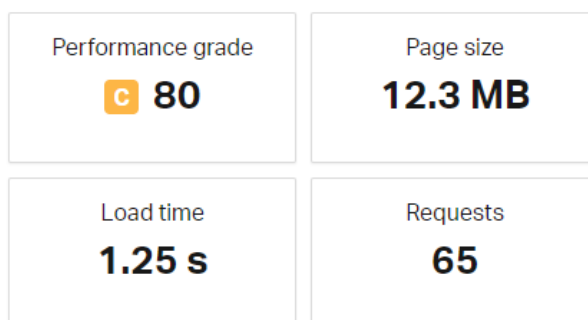 Performance grade
C 80
Page size
12.3 MB
Load time
1.25 s
Requests
65